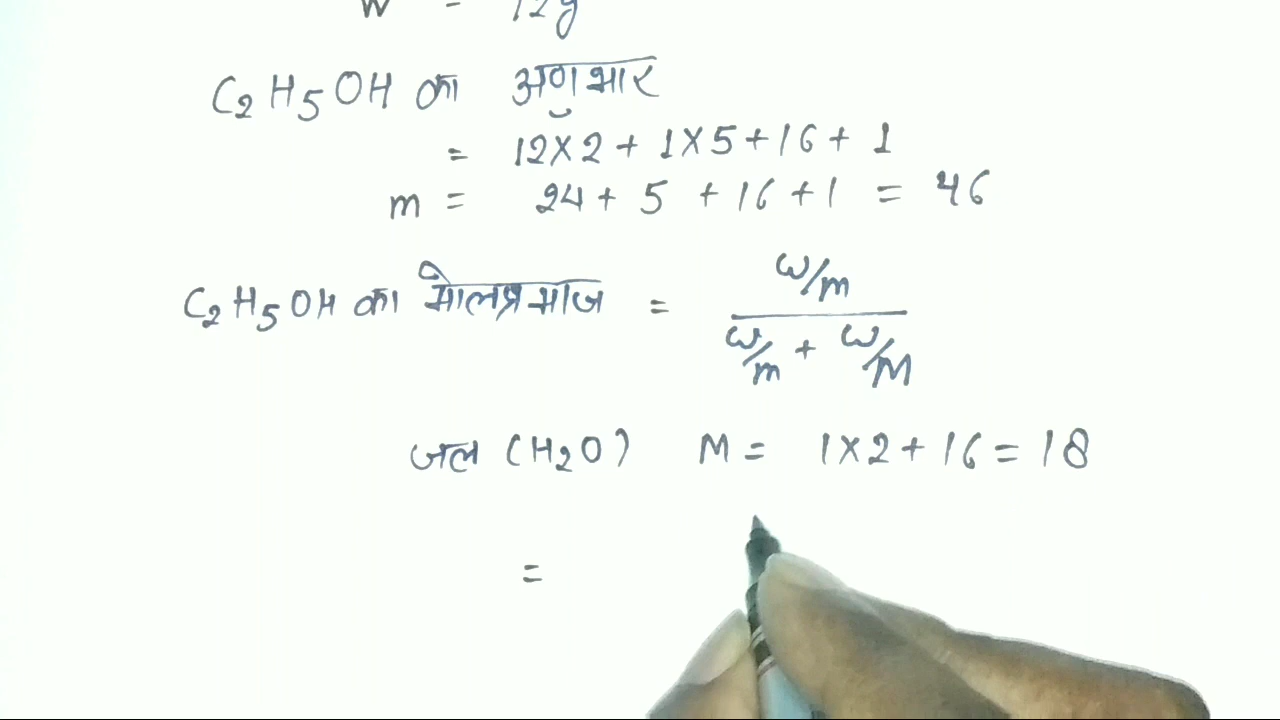 W = 12g
C2H5OH का अणुभार
= 12×2 + 1×5 + 16 + 1
m = 24 + 5 + 16 + 1 = 46
C2H5OH का मोलप्रभाज = w/m
w/m + W/M
जल (H2O) M = 1×2 + 16 = 18
=